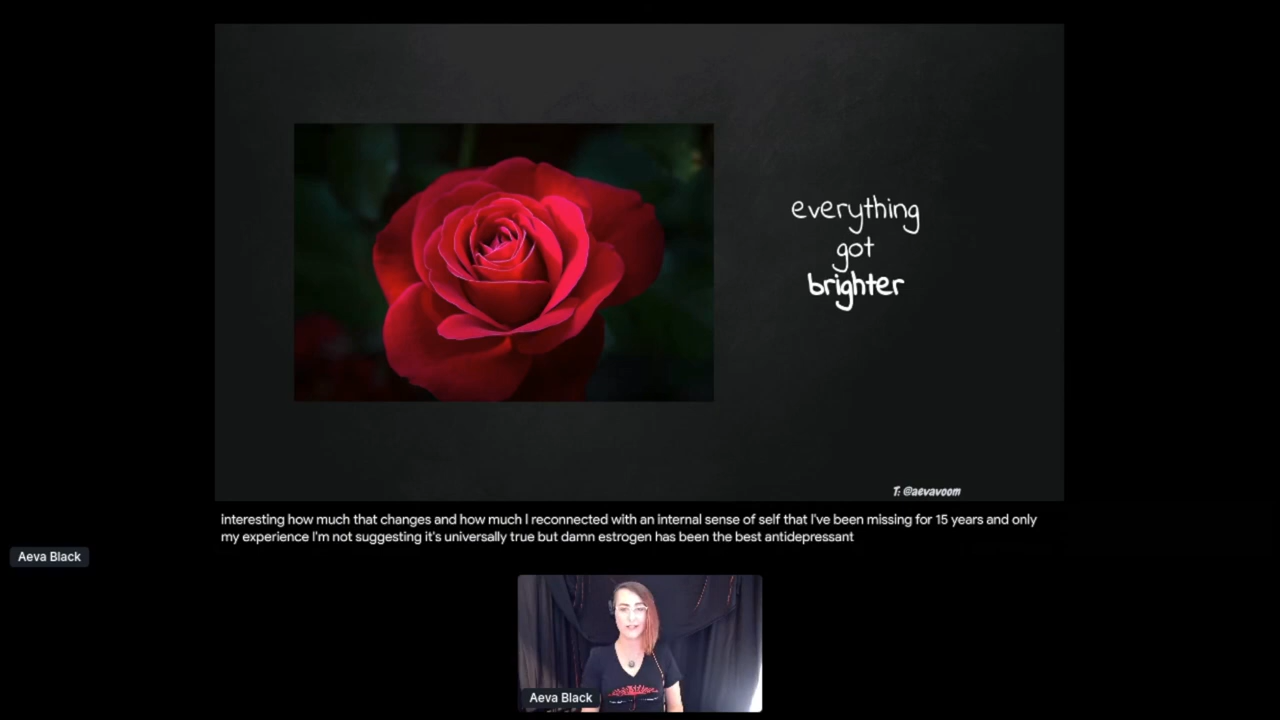 everything
got
brighter
T: @aevavoom
interesting how much that changes and how much I reconnected with an internal sense of self that I've been missing for 15 years and only
my experience I'm not suggesting it's universally true but damn estrogen has been the best antidepressant
Aeva Black
Aeva Black